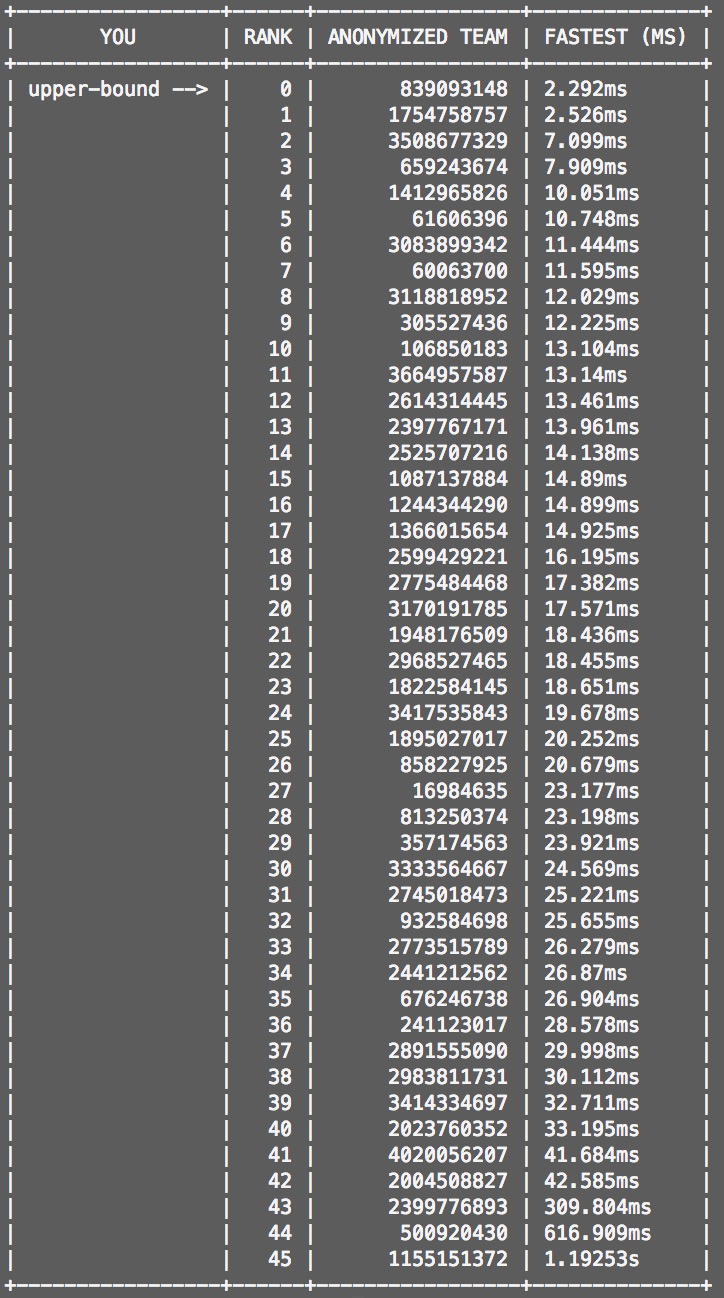 +-----------------+------+-----------------+--------------+
| YOU | RANK | ANONYMIZED TEAM | FASTEST (MS) |
+-----------------+------+-----------------+--------------+
| upper-bound --> | 0 | 839093148 | 2.292ms |
| | 1 | 1754758757 | 2.526ms |
| | 2 | 3508677329 | 7.099ms |
| | 3 | 659243674 | 7.909ms |
| | 4 | 1412965826 | 10.051ms |
| | 5 | 61606396 | 10.748ms |
| | 6 | 3083899342 | 11.444ms |
| | 7 | 60063700 | 11.595ms |
| | 8 | 3118818952 | 12.029ms |
| | 9 | 305527436 | 12.225ms |
| | 10 | 106850183 | 13.104ms |
| | 11 | 3664957587 | 13.14ms |
| | 12 | 2614314445 | 13.461ms |
| | 13 | 2397767171 | 13.961ms |
| | 14 | 2525707216 | 14.138ms |
| | 15 | 1087137884 | 14.89ms |
| | 16 | 1244344290 | 14.899ms |
| | 17 | 1366015654 | 14.925ms |
| | 18 | 2599429221 | 16.195ms |
| | 19 | 2775484468 | 17.382ms |
| | 20 | 3170191785 | 17.571ms |
| | 21 | 1948176509 | 18.436ms |
| | 22 | 2968527465 | 18.455ms |
| | 23 | 1822584145 | 18.651ms |
| | 24 | 3417535843 | 19.678ms |
| | 25 | 1895027017 | 20.252ms |
| | 26 | 858227925 | 20.679ms |
| | 27 | 16984635 | 23.177ms |
| | 28 | 813250374 | 23.198ms |
| | 29 | 357174563 | 23.921ms |
| | 30 | 3333564667 | 24.569ms |
| | 31 | 2745018473 | 25.221ms |
| | 32 | 932584698 | 25.655ms |
| | 33 | 2773515789 | 26.279ms |
| | 34 | 2441212562 | 26.87ms |
| | 35 | 676246738 | 26.904ms |
| | 36 | 241123017 | 28.578ms |
| | 37 | 2891555090 | 29.998ms |
| | 38 | 2983811731 | 30.112ms |
| | 39 | 3414334697 | 32.711ms |
| | 40 | 2023760352 | 33.195ms |
| | 41 | 4020056207 | 41.684ms |
| | 42 | 2004508827 | 42.585ms |
| | 43 | 2399776893 | 309.804ms |
| | 44 | 500920430 | 616.909ms |
| | 45 | 1155151372 | 1.19253s |
+-----------------+------+-----------------+--------------+